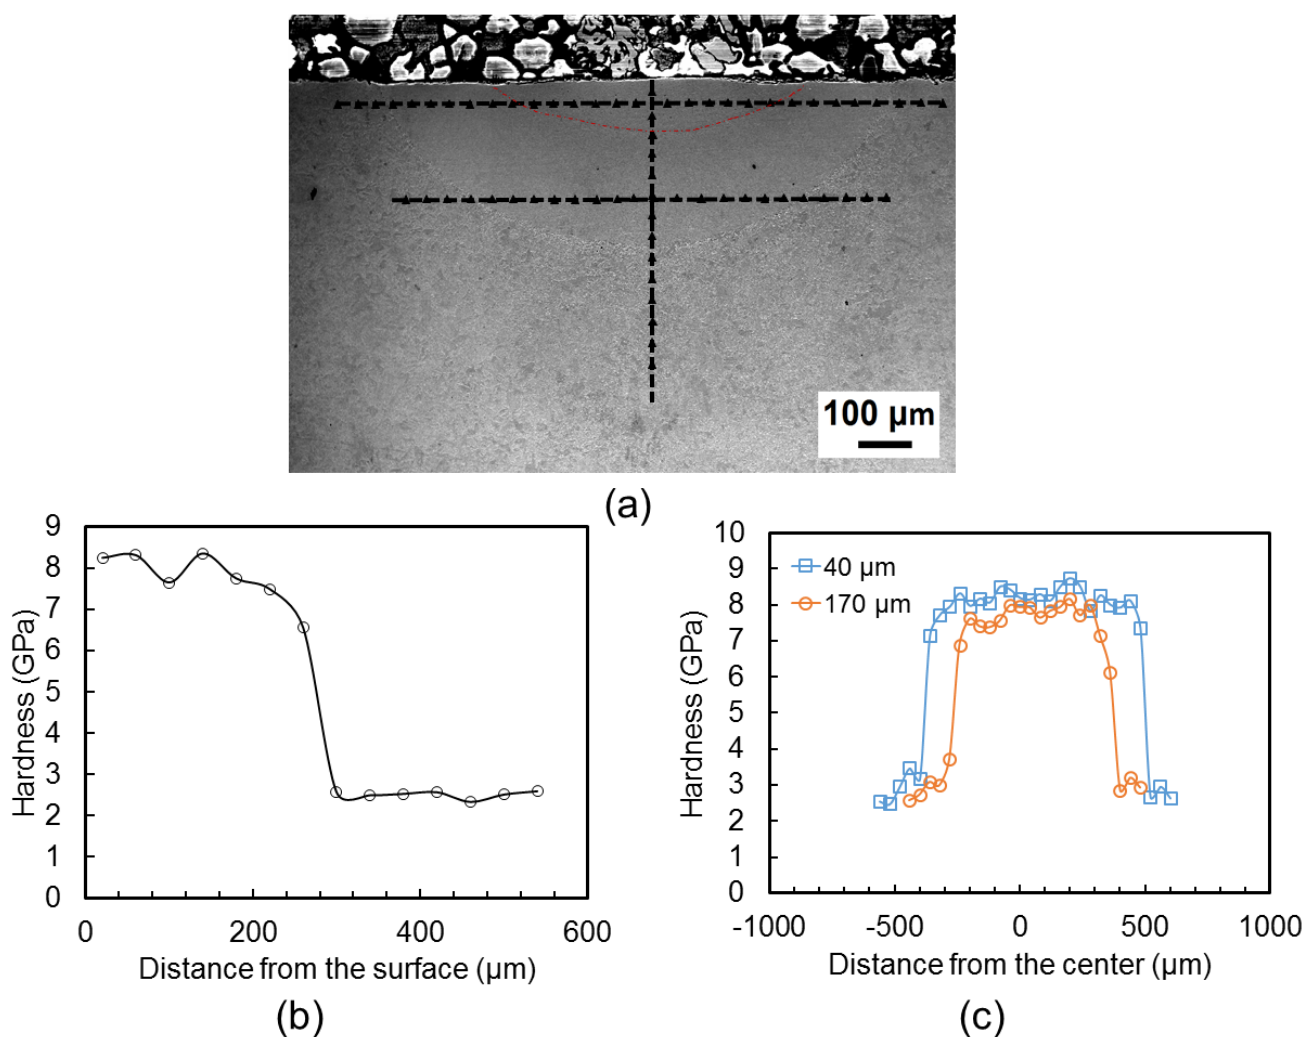 100 µm
(a)
9
8
7
6
5
4
3
2
1
0
Hardness (GPa)
0 200 400 600
Distance from the surface (µm)
(b)
10
9
8
7
6
5
4
3
2
1
0
Hardness (GPa)
40 µm
170 µm
-1000 -500 0 500 1000
Distance from the center (µm)
(c)